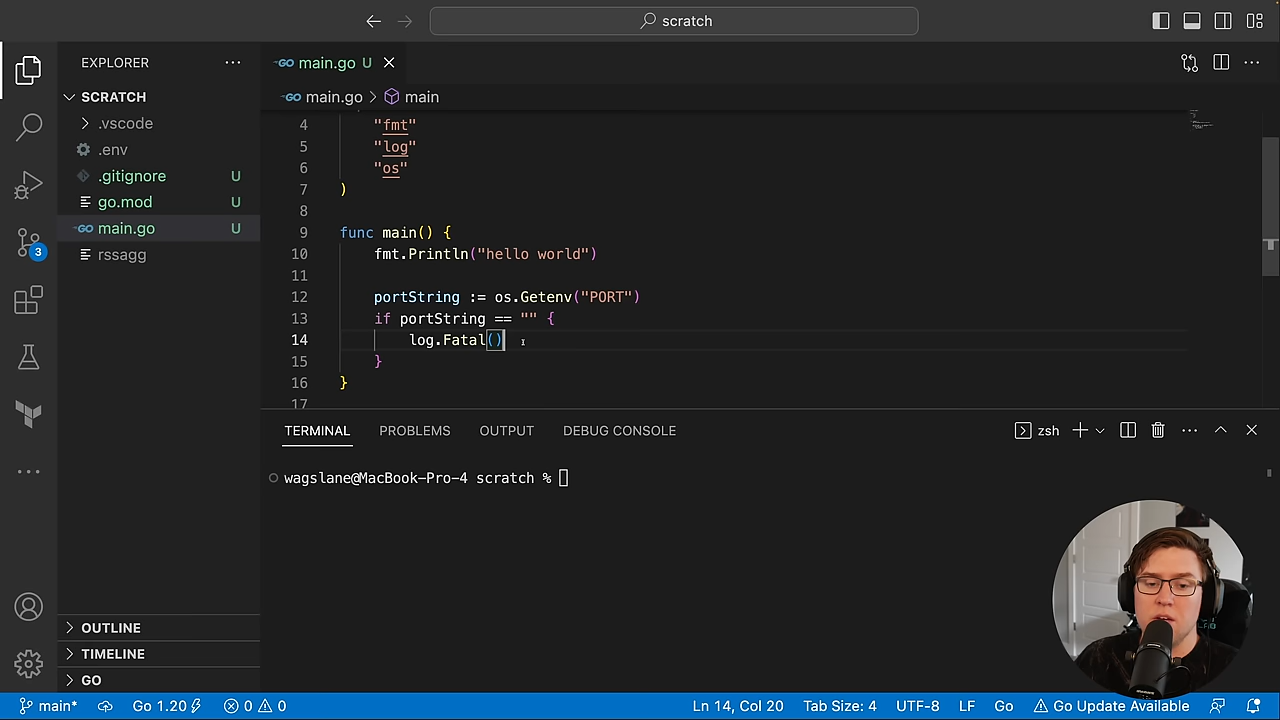 scratch
EXPLORER
SCRATCH
.vscode
.env
.gitignore U
go.mod U
main.go U
rssagg
3
main.go U
main.go > main
4 "fmt"
5 "log"
6 "os"
7 )
8
9 func main() {
10 fmt.Println("hello world")
11
12 portString := os.Getenv("PORT")
13 if portString == "" {
14 log.Fatal()
15 }
16 }
17
TERMINAL PROBLEMS OUTPUT DEBUG CONSOLE
zsh
wagslane@MacBook-Pro-4 scratch %
OUTLINE
TIMELINE
GO
main* Go 1.20 0 0 Ln 14, Col 20 Tab Size: 4 UTF-8 LF Go Go Update Available